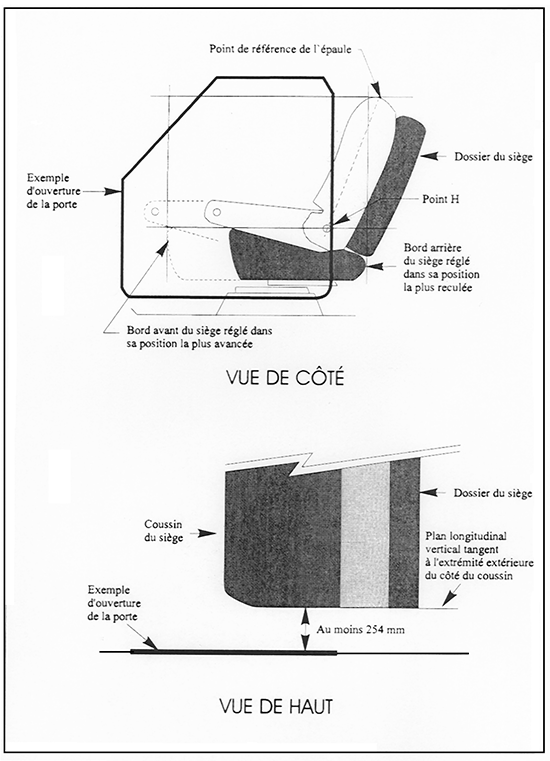 Point de référence de l'épaule
Dossier du siège
Exemple
d'ouverture
de la porte
Point H
Bord arrière
du siège réglé
dans sa position
la plus reculée
Bord avant du siège réglé dans
sa position la plus avancée
VUE DE CÔTÉ
Dossier du siège
Coussin
du siège
Plan longitudinal
vertical tangent
à l'extrémité extérieure
du côté du coussin
Exemple
d'ouverture
de la porte
Au moins 254 mm
VUE DE HAUT